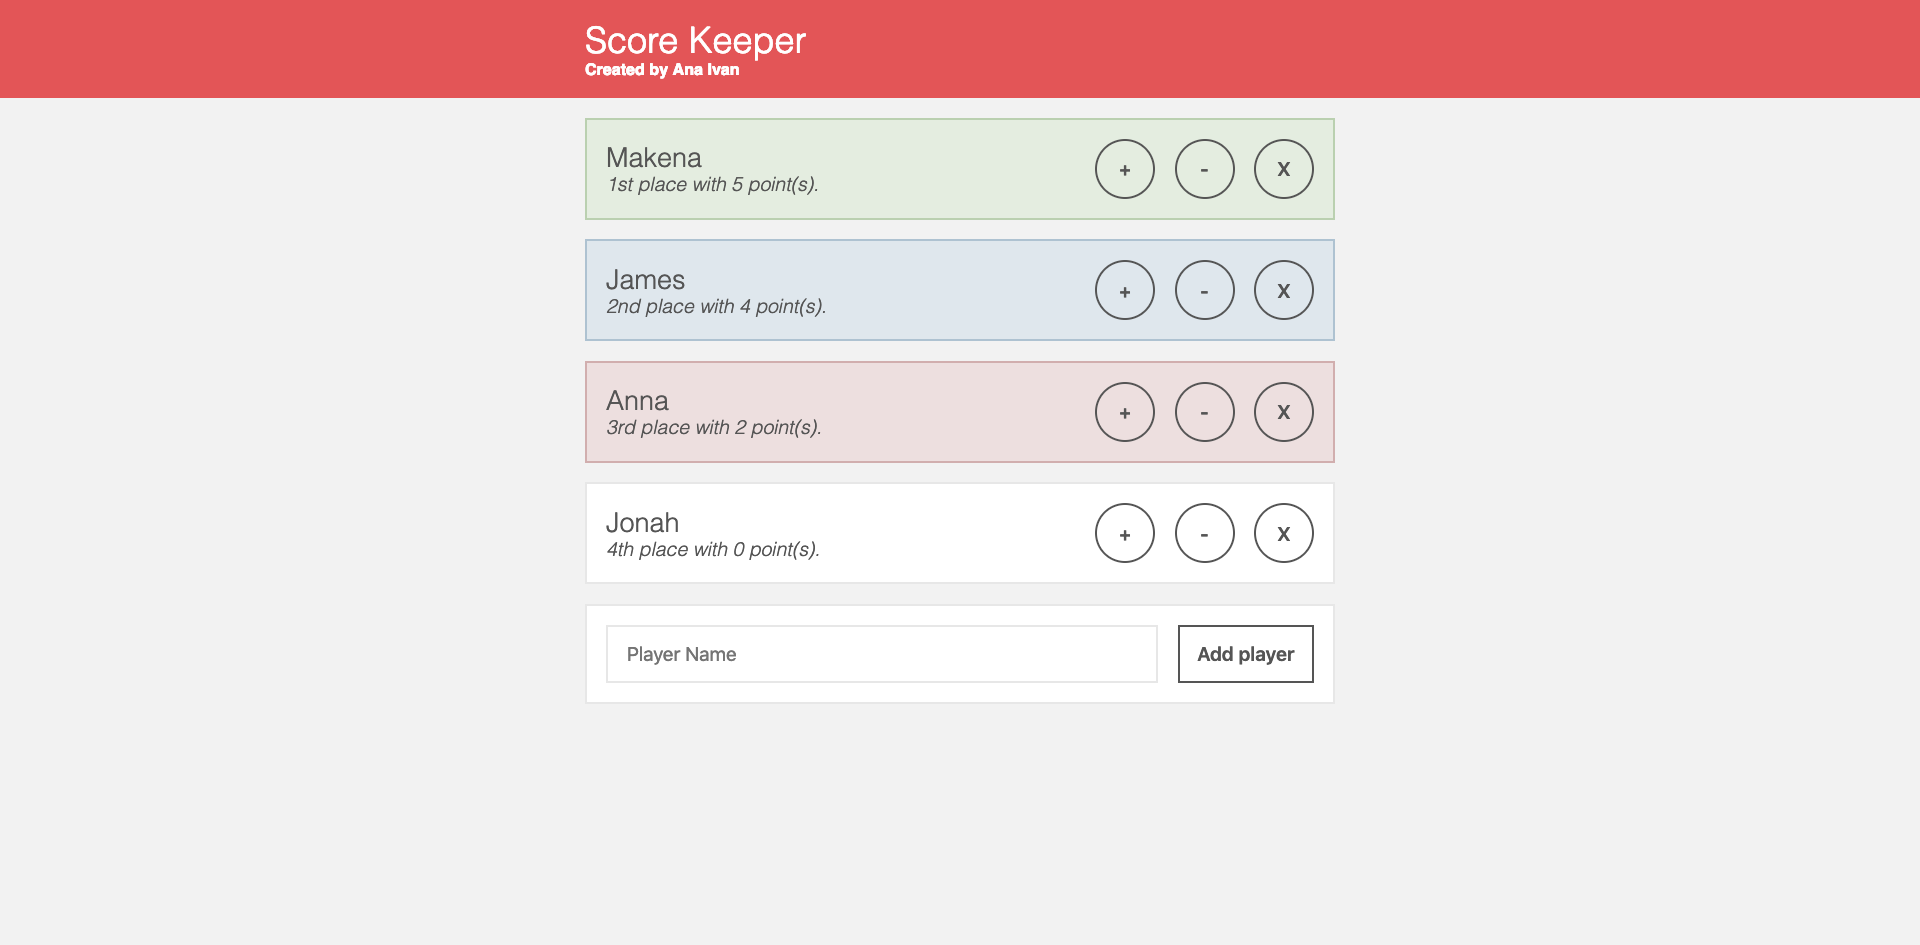 Score Keeper
Created by Ana Ivan
Makena
1st place with 5 point(s).
+ - X
James
2nd place with 4 point(s).
+ - X
Anna
3rd place with 2 point(s).
+ - X
Jonah
4th place with 0 point(s).
+ - X
Player Name
Add player